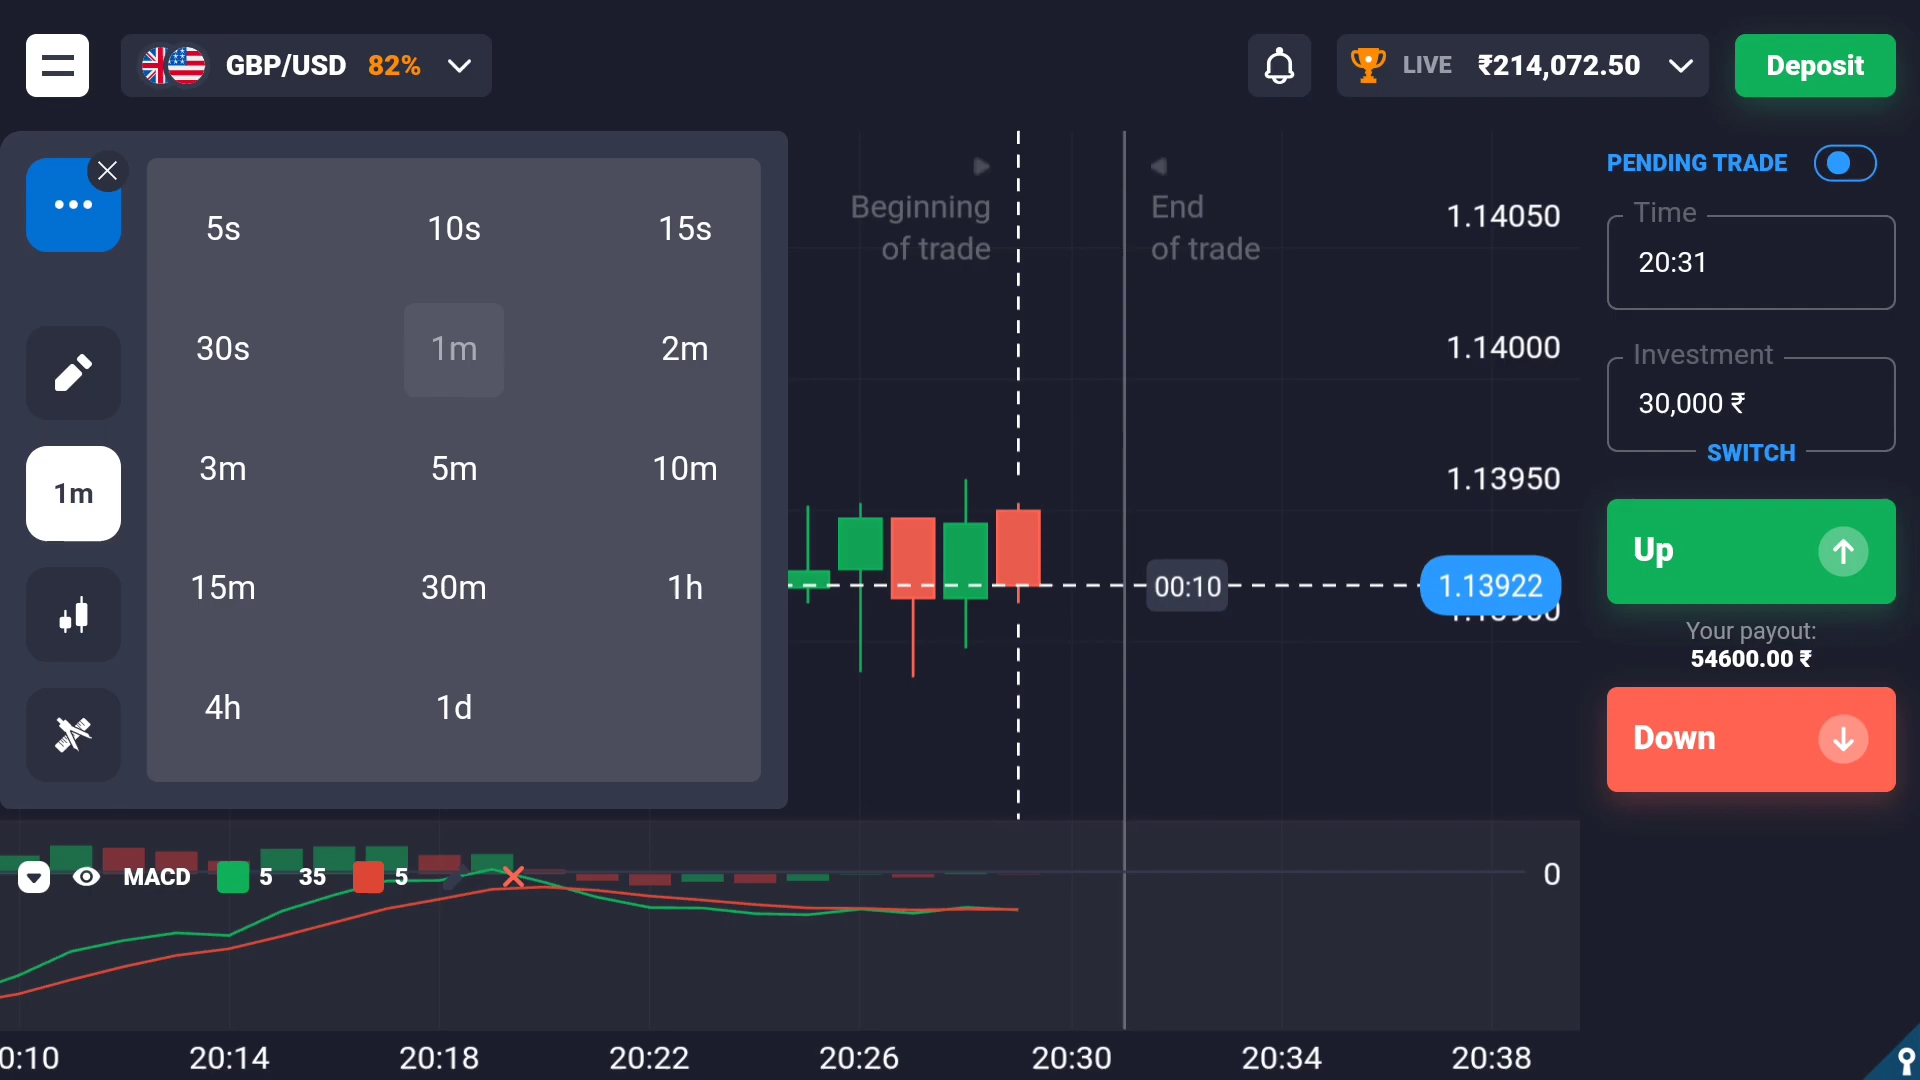 GBP/USD 82%
LIVE ₹214,072.50
Deposit
5s 10s 15s
30s 1m 2m
3m 5m 10m
15m 30m 1h
4h 1d
1m
Beginning
of trade
End
of trade
1.14050
1.14000
1.13950
00:10
1.13922
PENDING TRADE
Time
20:31
Investment
30,000 ₹
SWITCH
Up
Your payout:
54600.00 ₹
Down
MACD 5 35 5
0
0:10 20:14 20:18 20:22 20:26 20:30 20:34 20:38